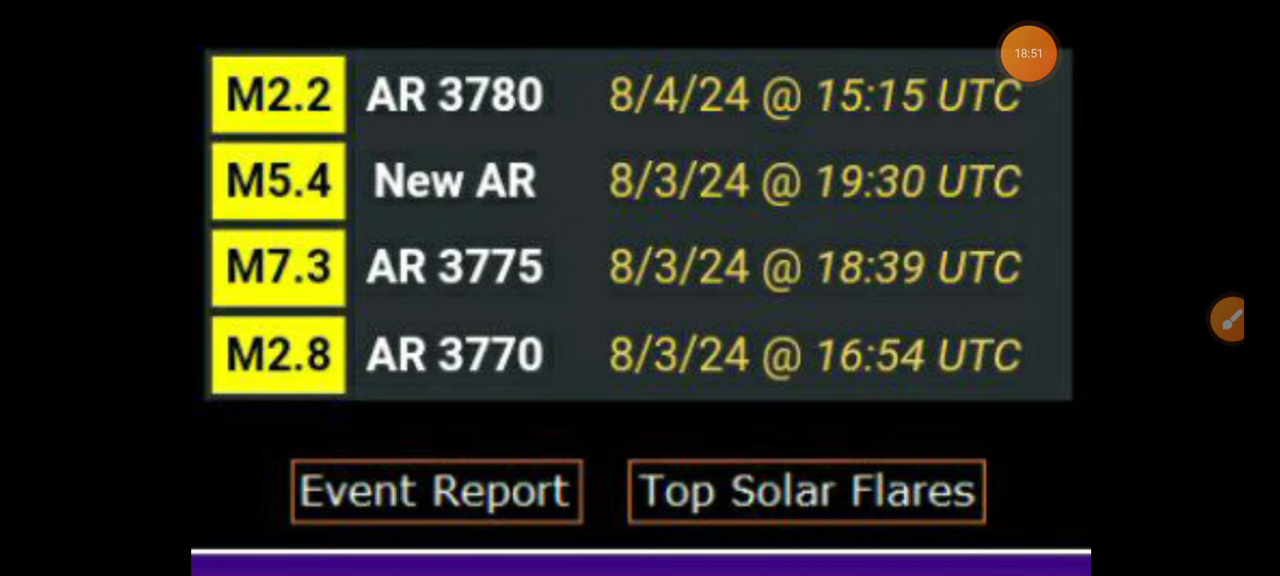 18:51
M2.2 AR 3780 8/4/24 @ 15:15 UTC
M5.4 New AR 8/3/24 @ 19:30 UTC
M7.3 AR 3775 8/3/24 @ 18:39 UTC
M2.8 AR 3770 8/3/24 @ 16:54 UTC
Event Report Top Solar Flares